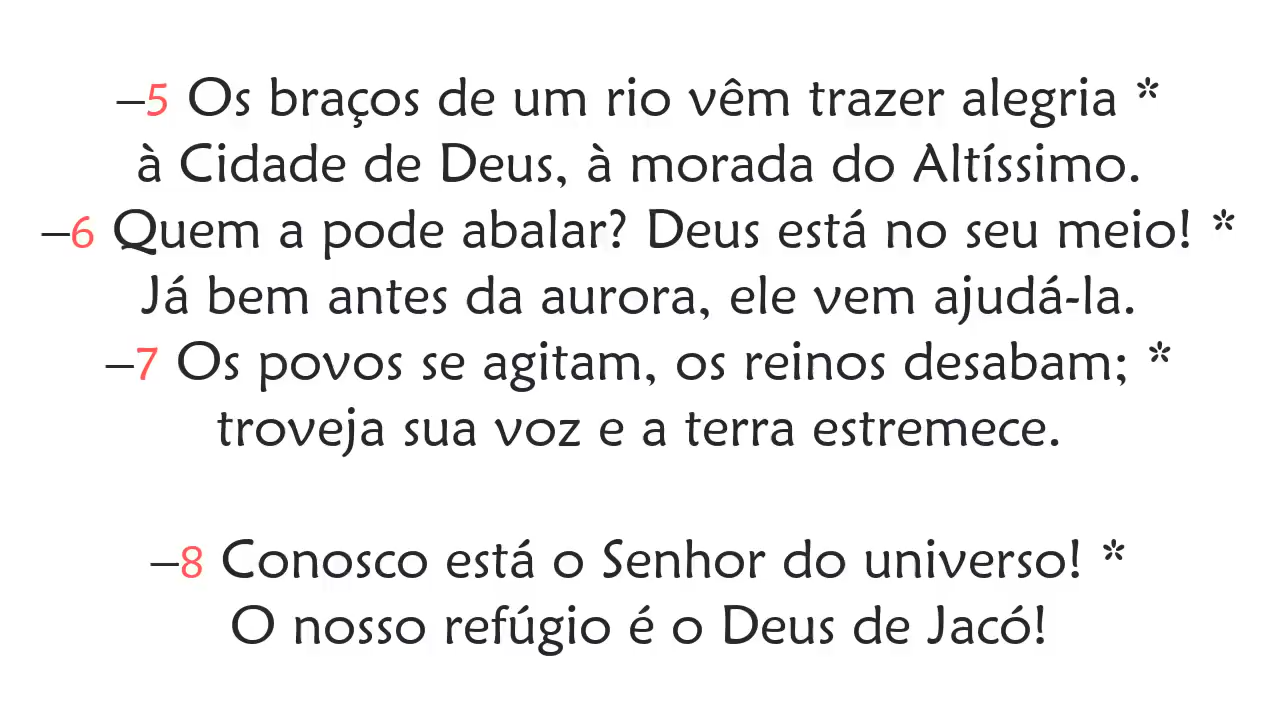 –5 Os braços de um rio vêm trazer alegria *
à Cidade de Deus, à morada do Altíssimo.
–6 Quem a pode abalar? Deus está no seu meio! *
Já bem antes da aurora, ele vem ajudá-la.
–7 Os povos se agitam, os reinos desabam; *
troveja sua voz e a terra estremece.
–8 Conosco está o Senhor do universo! *
O nosso refúgio é o Deus de Jacó!